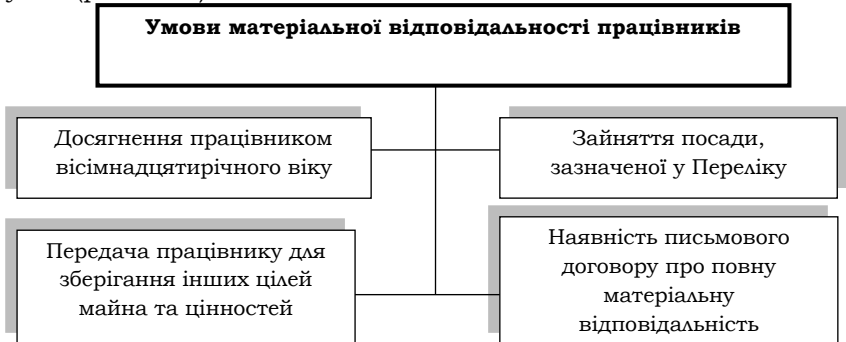 Умови матеріальної відповідальності працівників
Досягнення працівником
вісімнадцятирічного віку
Зайняття посади,
зазначеної у Переліку
Передача працівнику для
зберігання інших цілей
майна та цінностей
Наявність письмового
договору про повну
матеріальну
відповідальність